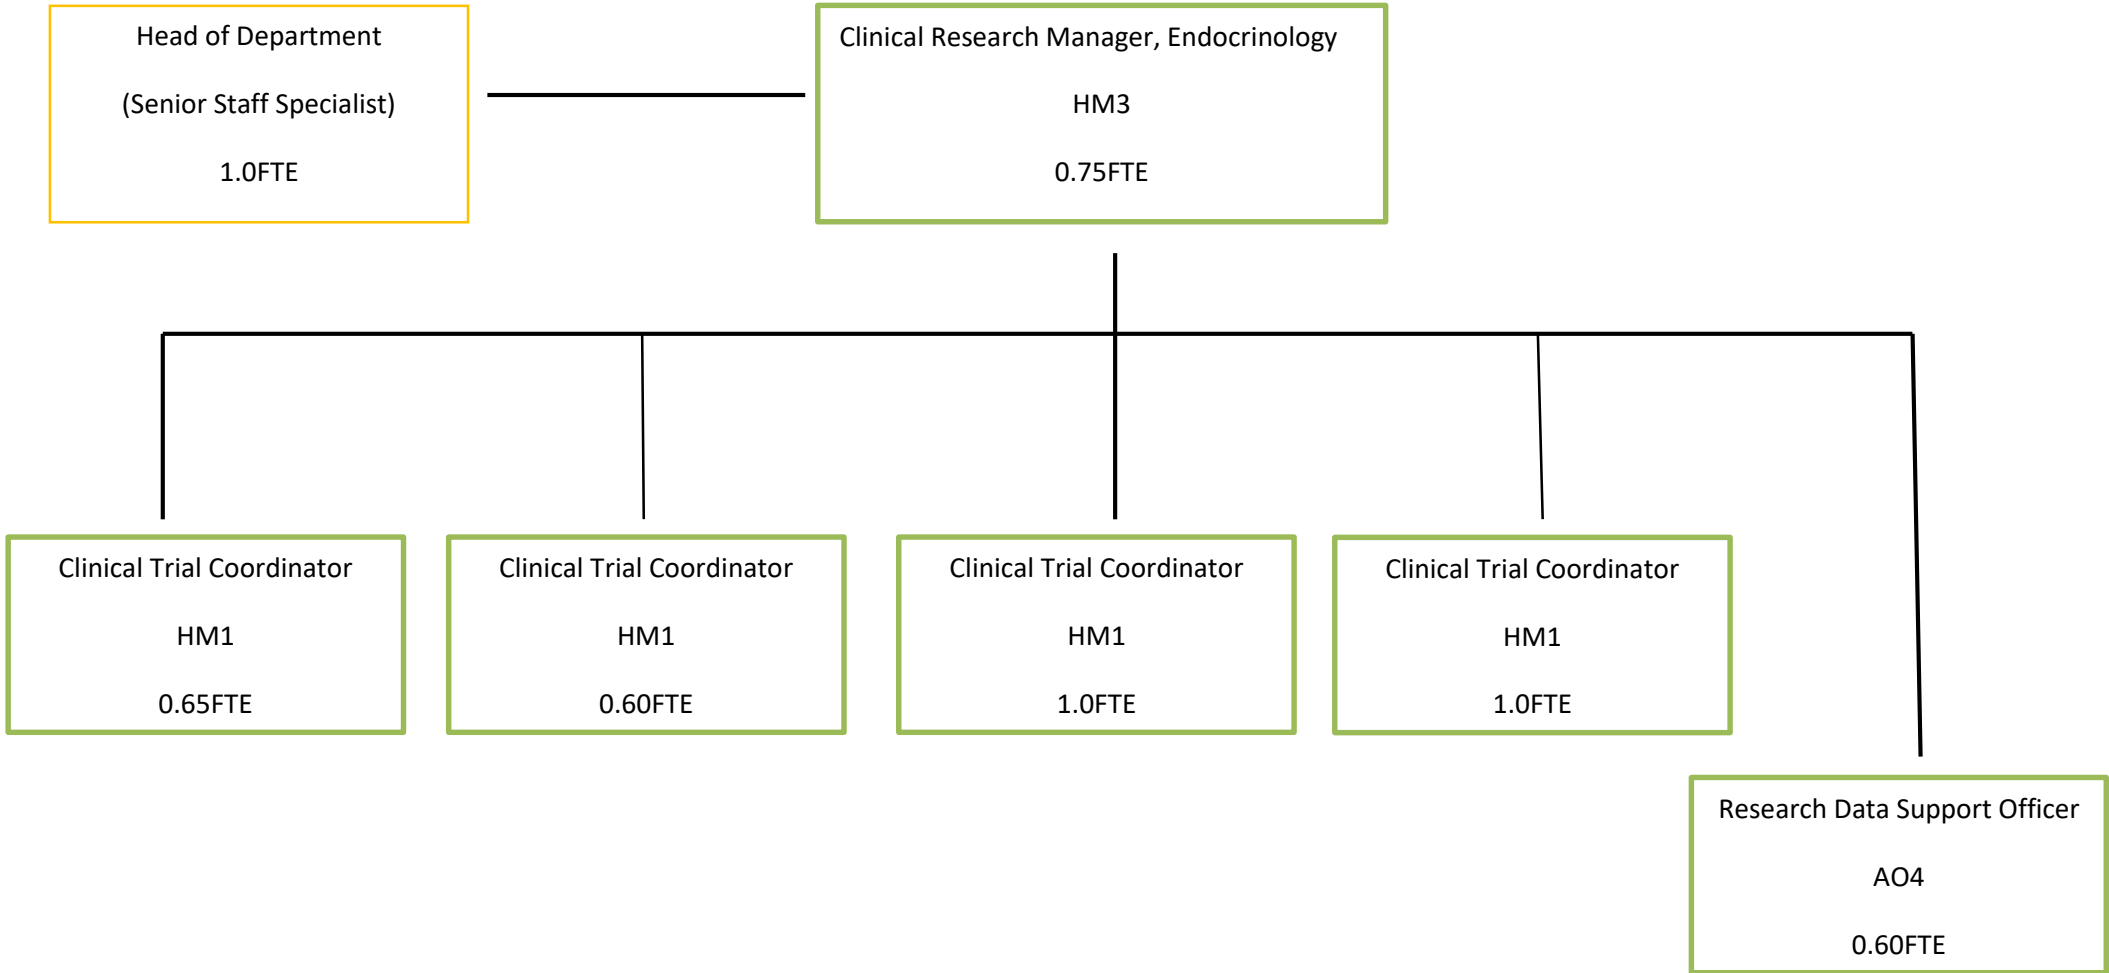 Head of Department
(Senior Staff Specialist)
1.0FTE
Clinical Research Manager, Endocrinology
HM3
0.75FTE
Clinical Trial Coordinator
HM1
0.65FTE
Clinical Trial Coordinator
HM1
0.60FTE
Clinical Trial Coordinator
HM1
1.0FTE
Clinical Trial Coordinator
HM1
1.0FTE
Research Data Support Officer
AO4
0.60FTE